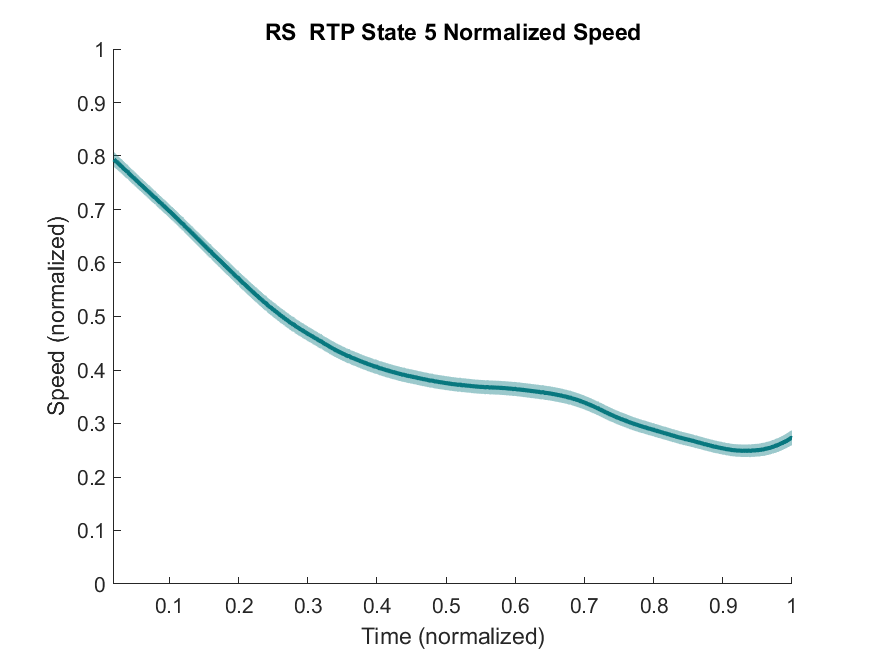 RS  RTP State 5 Normalized Speed
1
0.9
0.8
0.7
0.6
0.5
0.4
0.3
0.2
0.1
0
Speed (normalized)
0.1 0.2 0.3 0.4 0.5 0.6 0.7 0.8 0.9 1
Time (normalized)